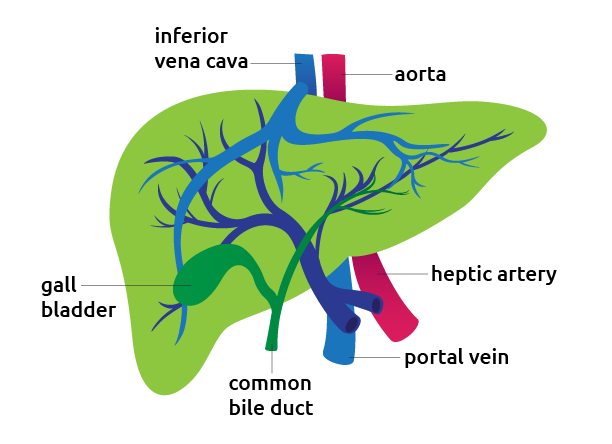 inferior
vena cava
aorta
heptic artery
gall
bladder
portal vein
common
bile duct